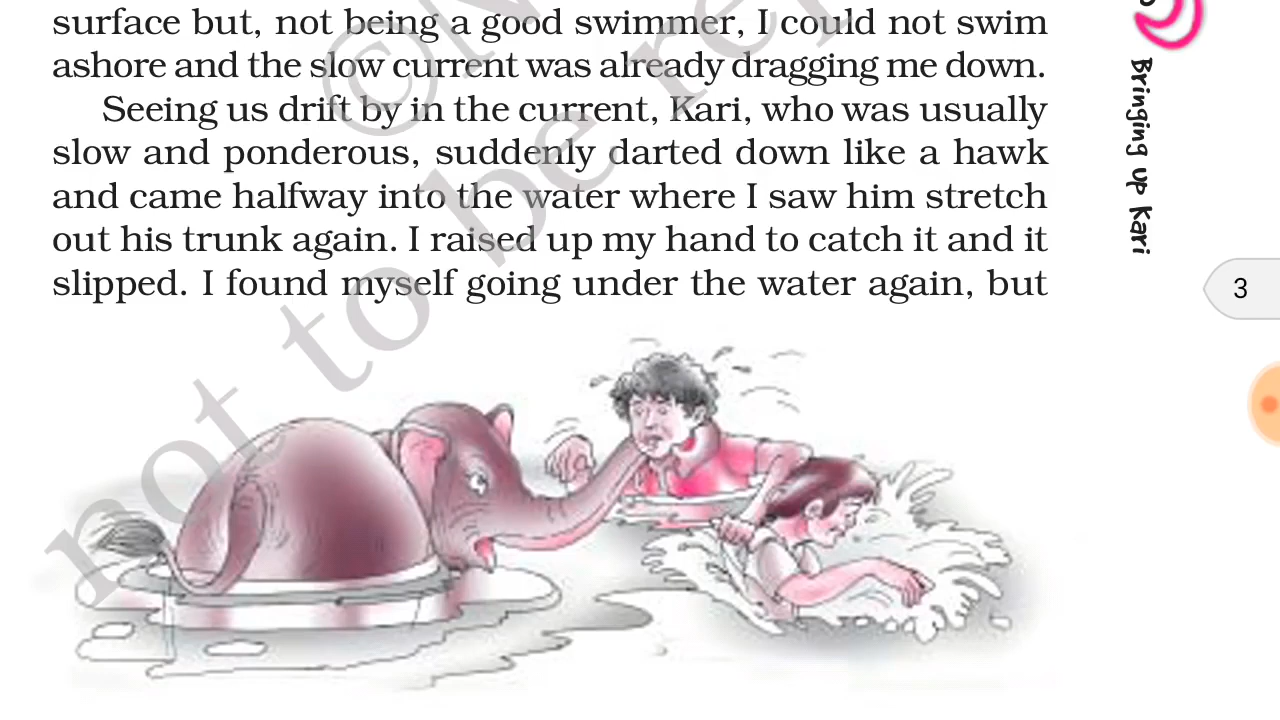 surface but, not being a good swimmer, I could not swim
ashore and the slow current was already dragging me down.
Seeing us drift by in the current, Kari, who was usually
slow and ponderous, suddenly darted down like a hawk
and came halfway into the water where I saw him stretch
out his trunk again. I raised up my hand to catch it and it
slipped. I found myself going under the water again, but
Bringing up Kari
3
not to be